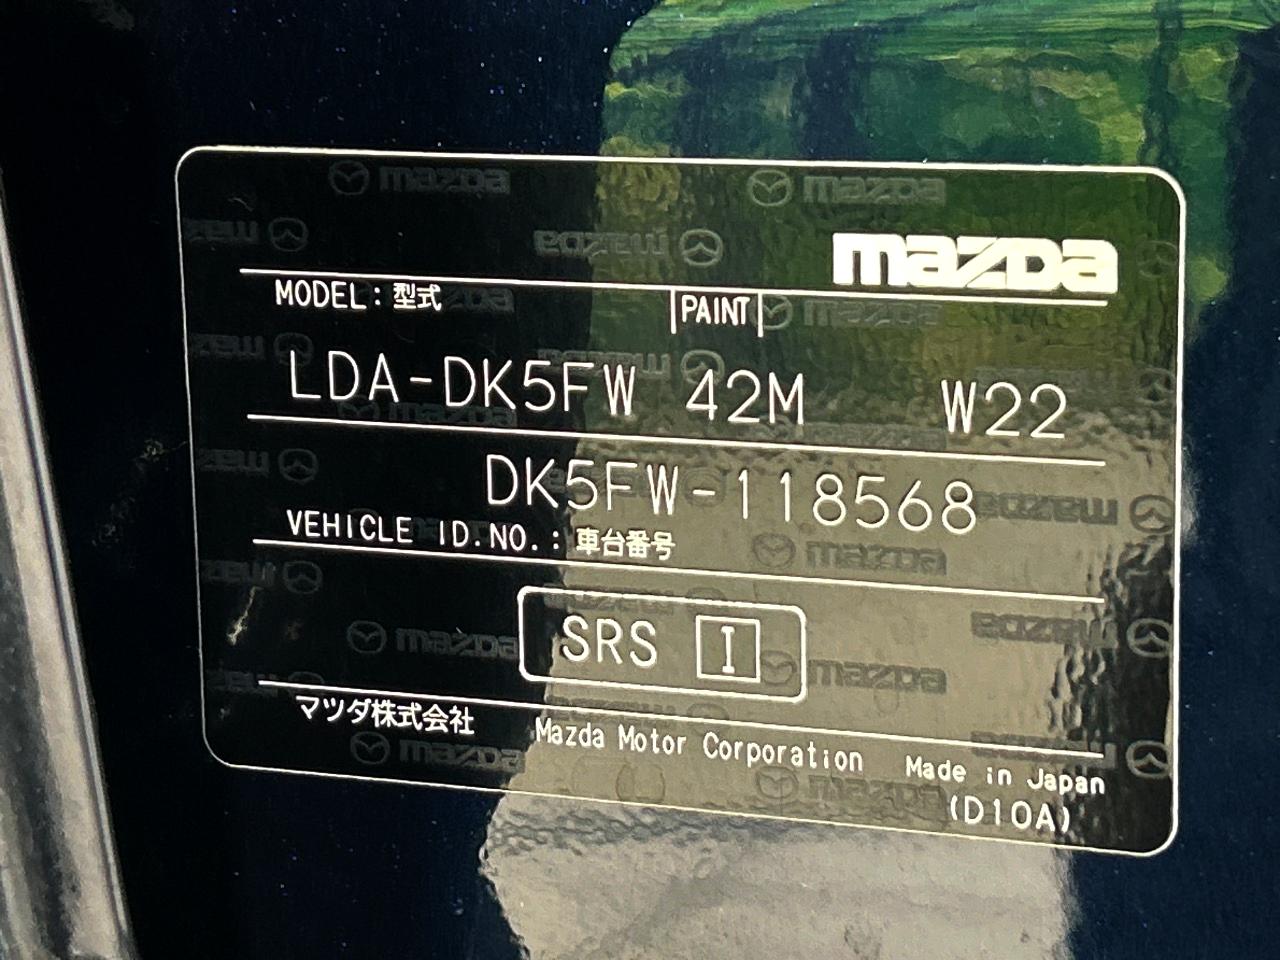 mazda
MODEL: 型式 PAINT
LDA-DK5FW 42M W22
DK5FW-118568
VEHICLE ID.NO.: 車台番号
SRS I
マツダ株式会社 Mazda Motor Corporation Made in Japan
(D10A)